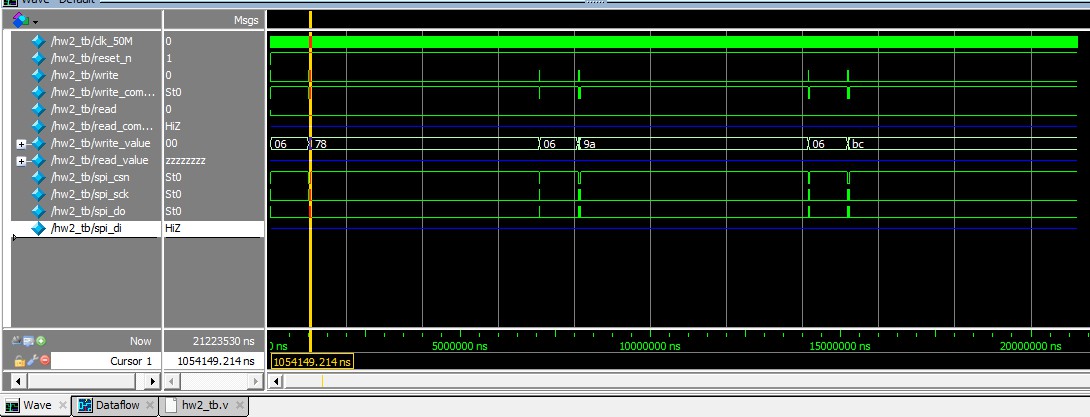 Wave - Default
Msgs
/hw2_tb/clk_50M 0
/hw2_tb/reset_n 1
/hw2_tb/write 0
/hw2_tb/write_com... St0
/hw2_tb/read 0
/hw2_tb/read_com... HiZ
/hw2_tb/write_value 00 06 78 06 9a 06 bc
/hw2_tb/read_value zzzzzzzz
/hw2_tb/spi_csn St0
/hw2_tb/spi_sck St0
/hw2_tb/spi_do St0
/hw2_tb/spi_di HiZ
Now 21223530 ns ns 5000000 ns 10000000 ns 15000000 ns 20000000 ns
Cursor 1 1054149.214 ns 1054149.214 ns
Wave Dataflow hw2_tb.v